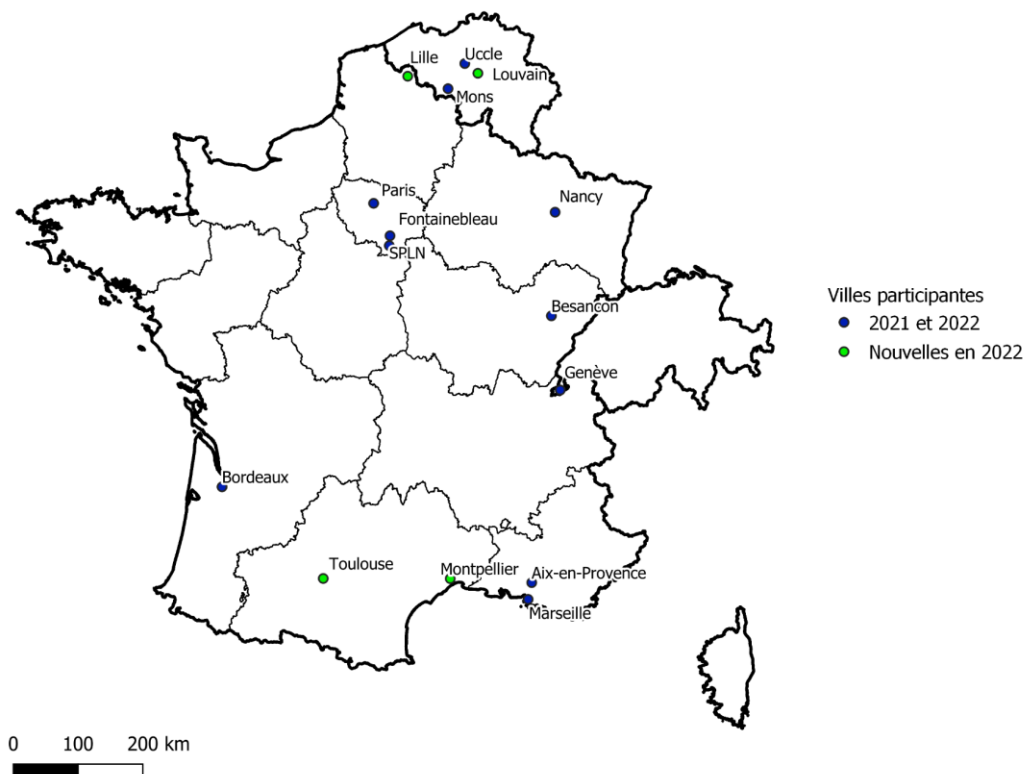 Lille
Uccle
Louvain
Mons
Paris
Nancy
Fontainebleau
SPLN
Villes participantes
2021 et 2022
Nouvelles en 2022
Besancon
Genève
Bordeaux
Toulouse
Montpellier
Aix-en-Provence
Marseille
0 100 200 km